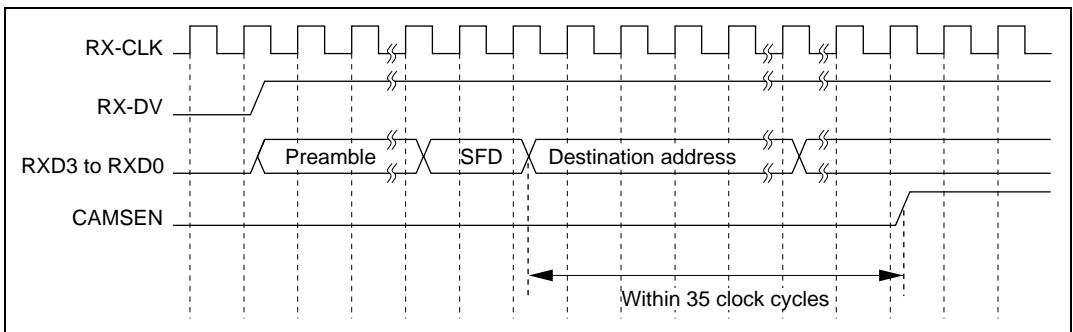 RX-CLK
RX-DV
RXD3 to RXD0
Preamble SFD Destination address
CAMSEN
Within 35 clock cycles